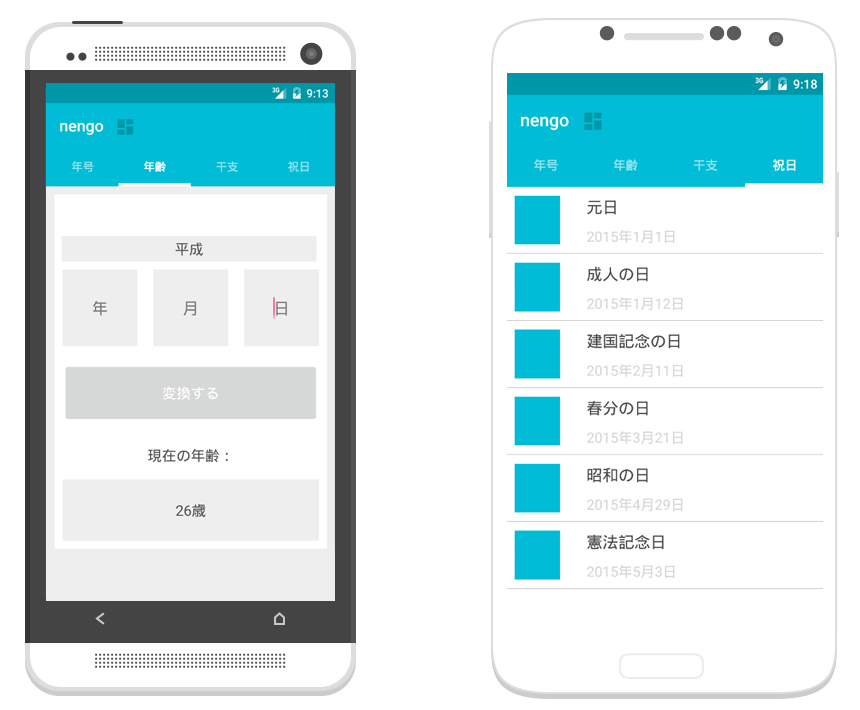 3G 9:13
nengo
年号 年齢 干支 祝日
平成
年 月 日
変換する
現在の年齢：
26歳
3G 9:18
nengo
年号 年齢 干支 祝日
元日
2015年1月1日
成人の日
2015年1月12日
建国記念の日
2015年2月11日
春分の日
2015年3月21日
昭和の日
2015年4月29日
憲法記念日
2015年5月3日